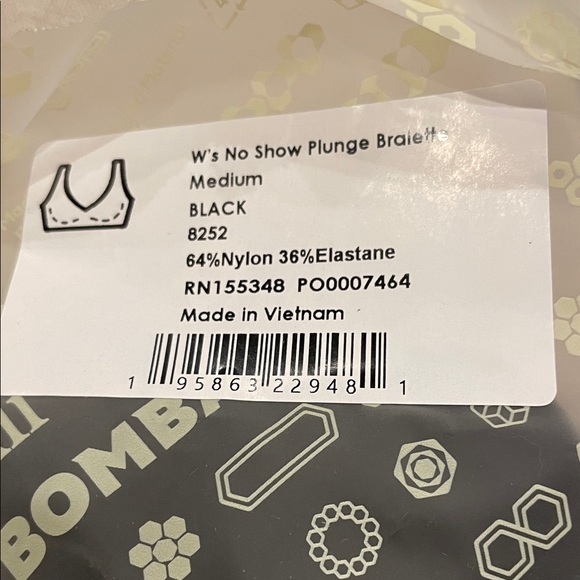 W's No Show Plunge Bralette
Medium
BLACK
8252
64%Nylon 36%Elastane
RN155348 PO0007464
Made in Vietnam
1 95863 22948 1
BOMBA